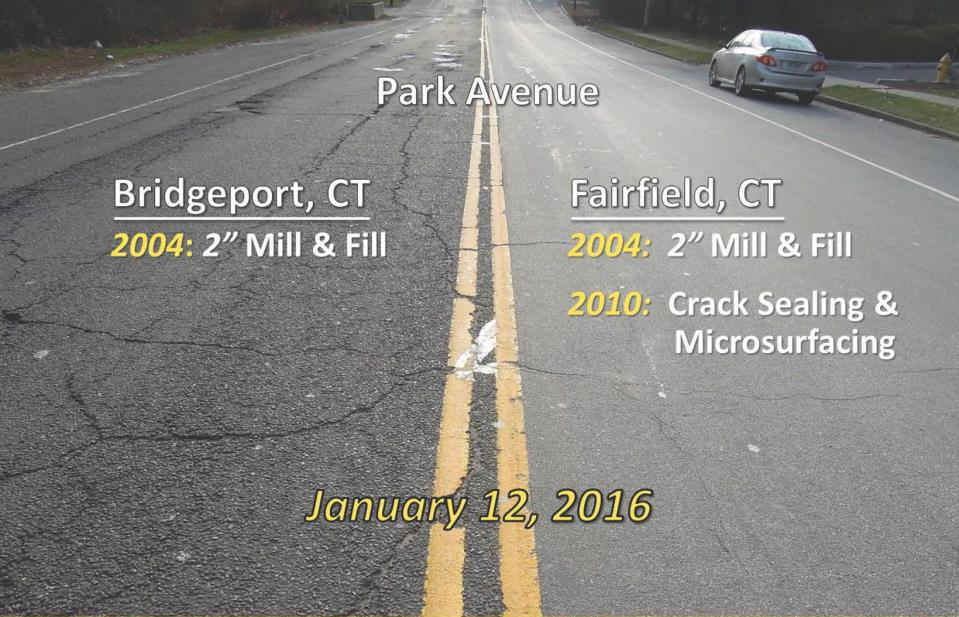 Park Avenue
Bridgeport, CT
2004: 2” Mill & Fill
Fairfield, CT
2004: 2” Mill & Fill
2010: Crack Sealing &
Microsurfacing
January 12, 2016